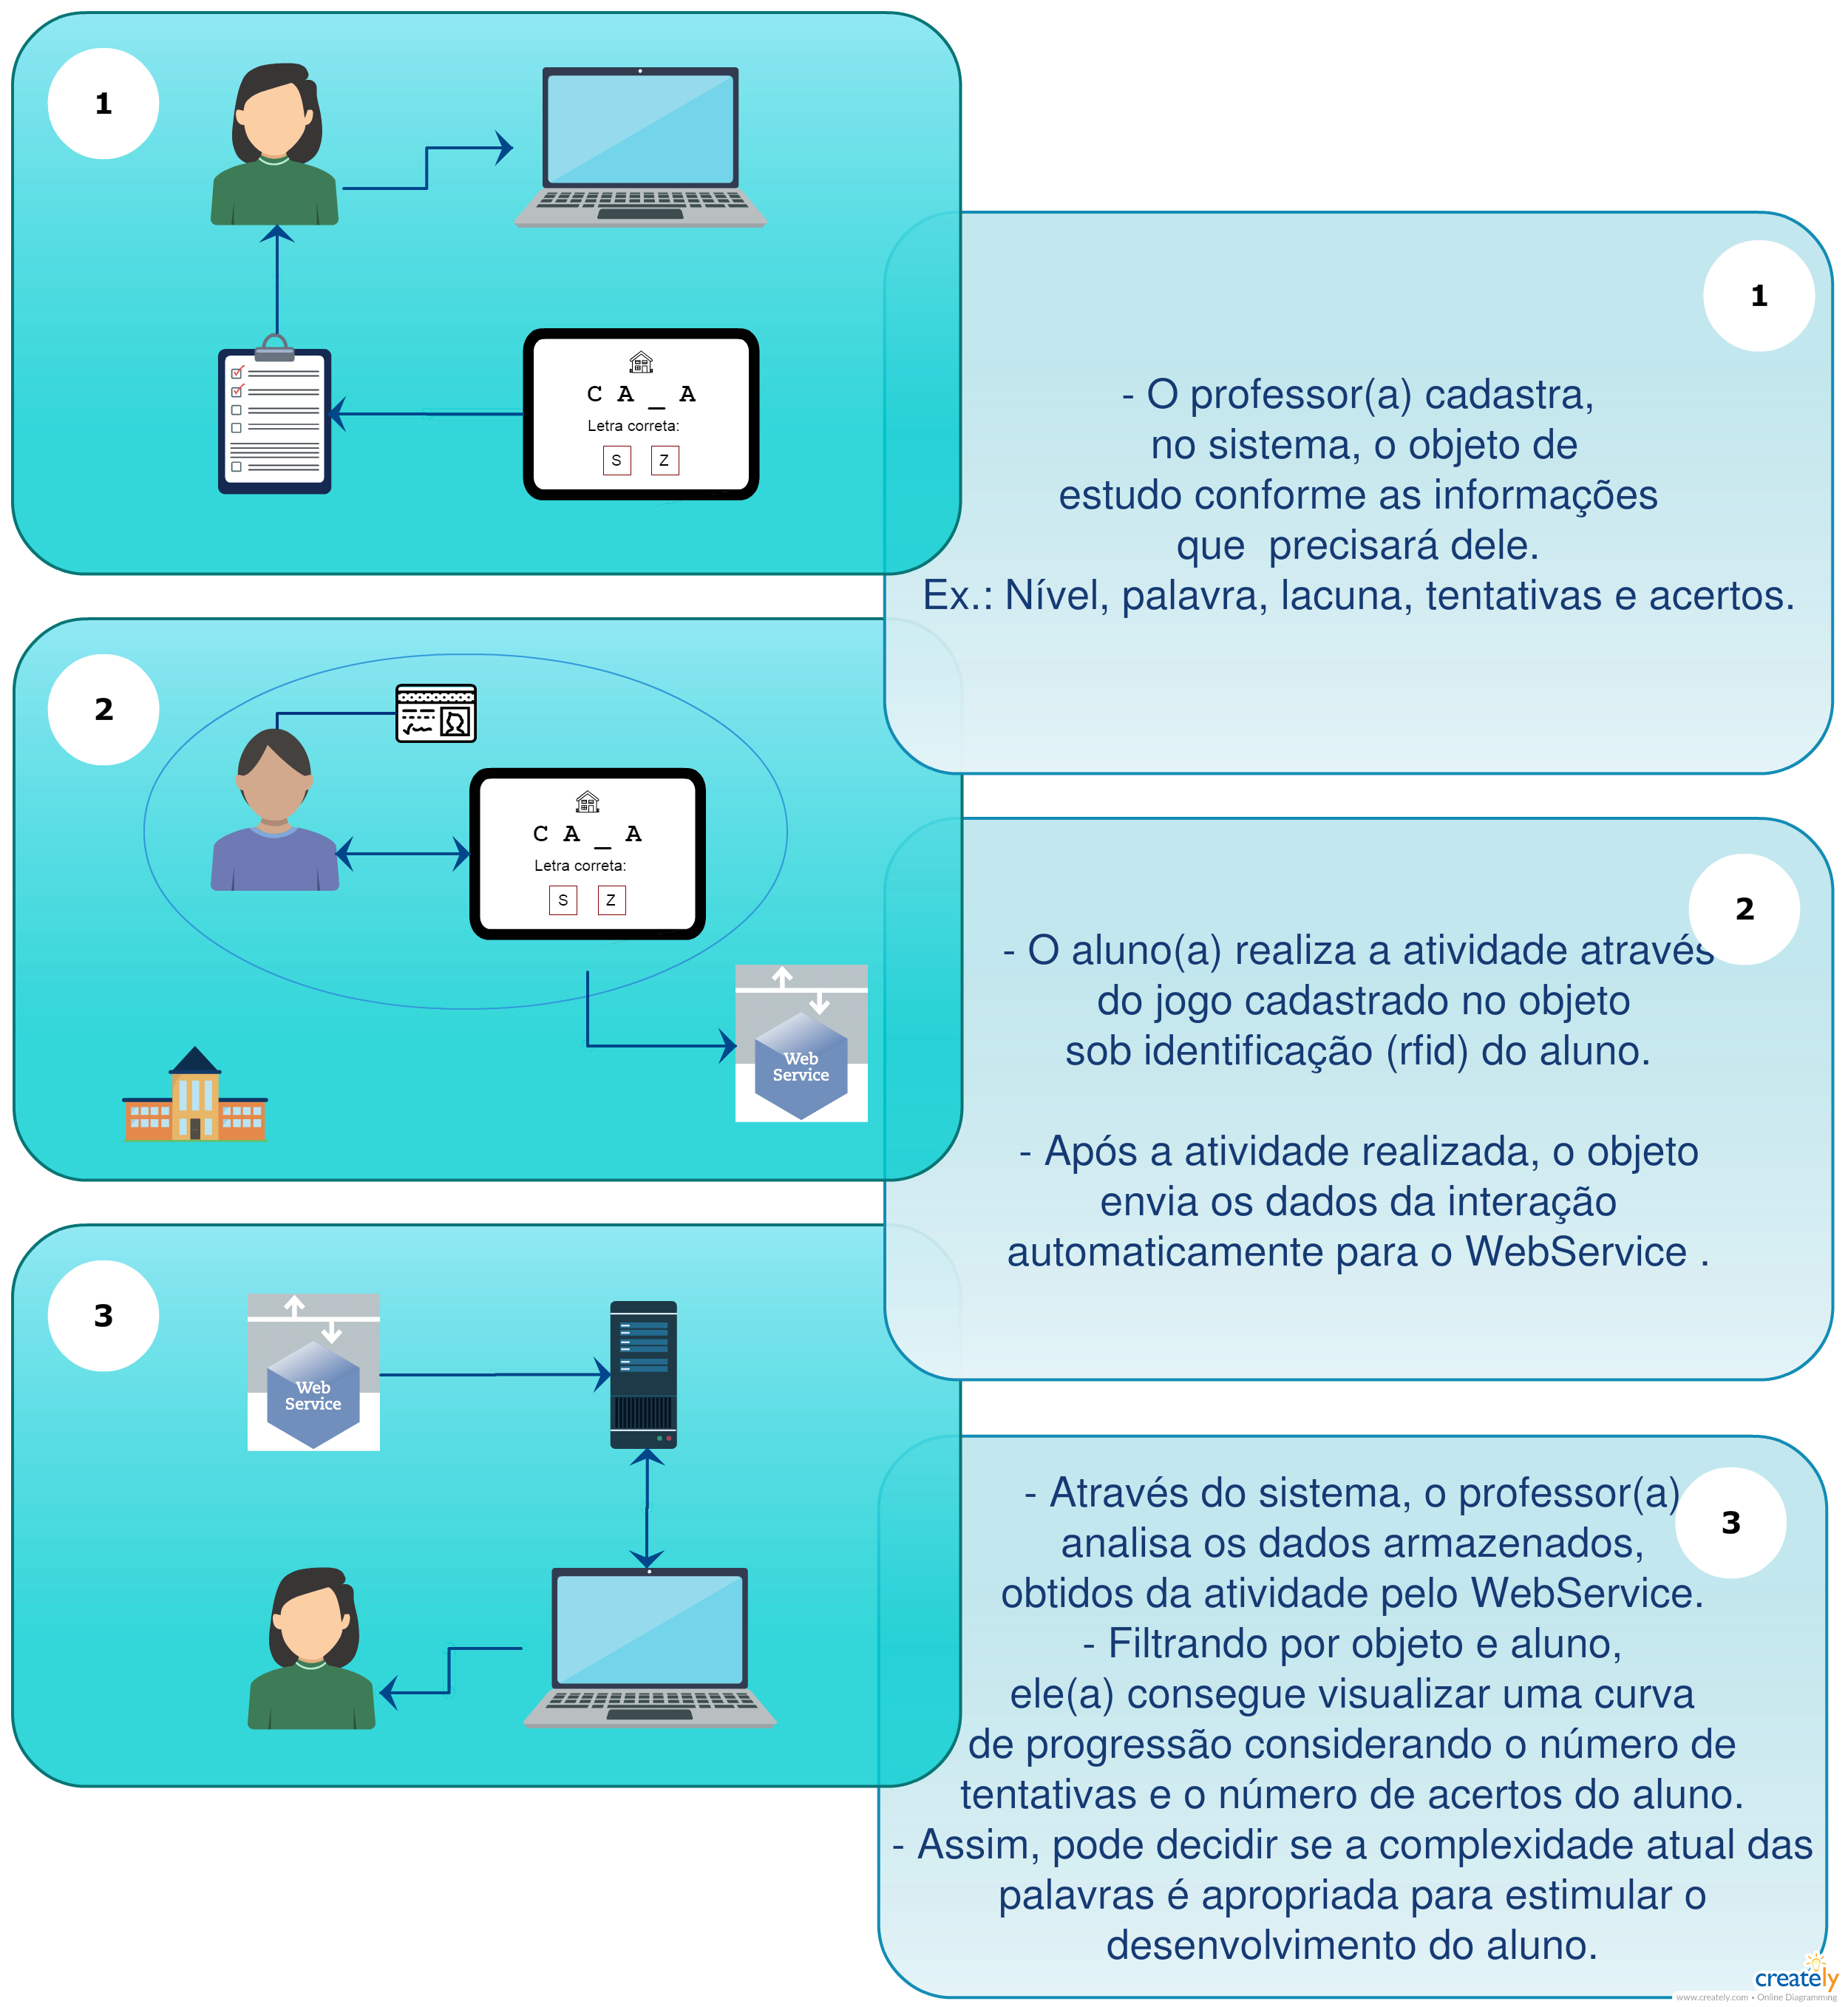 1
C A _ A
Letra correta:
S Z
1
- O professor(a) cadastra,
no sistema, o objeto de
estudo conforme as informações
que precisará dele.
Ex.: Nível, palavra, lacuna, tentativas e acertos.
2
C A _ A
Letra correta:
S Z
Web
Service
2
- O aluno(a) realiza a atividade através
do jogo cadastrado no objeto
sob identificação (rfid) do aluno.
- Após a atividade realizada, o objeto
envia os dados da interação
automaticamente para o WebService .
3
Web
Service
3
- Através do sistema, o professor(a)
analisa os dados armazenados,
obtidos da atividade pelo WebService.
- Filtrando por objeto e aluno,
ele(a) consegue visualizar uma curva
de progressão considerando o número de
tentativas e o número de acertos do aluno.
- Assim, pode decidir se a complexidade atual das
palavras é apropriada para estimular o
desenvolvimento do aluno.
creately
www.creately.com • Online Diagramming